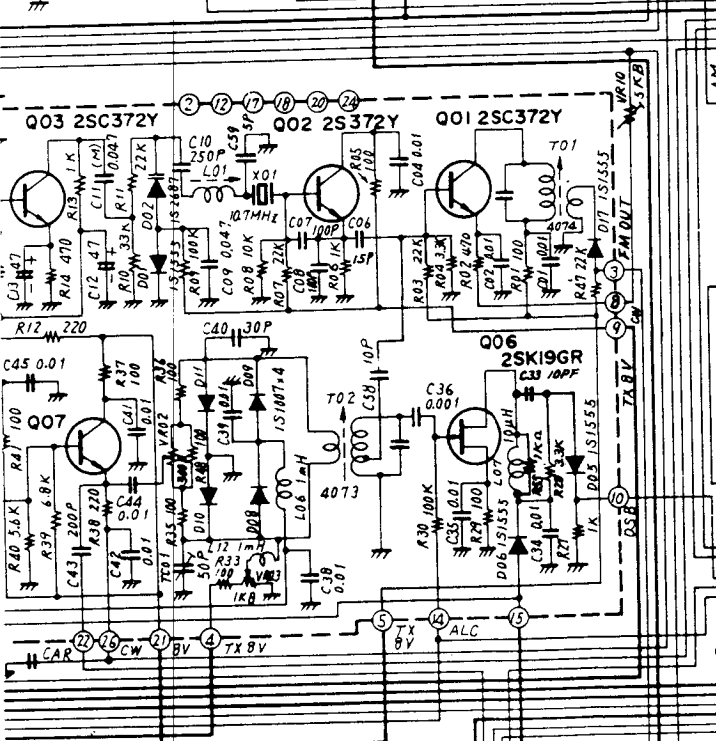 VR10
5KB
2
12
17
18
20
24
Q03 2SC372Y
Q02 2S372Y
Q01 2SC372Y
C10
250P
L01
C59
5P
X01
10.7MHz
R05
100
C04 0.01
T01
4074
D17 1S1555
FM OUT
R13
1K
C11
(M)
0.047
R11
22K
D02
1S2687
C07
100P
C06
15P
C13 47
R14 470
C12 47
R10
33K
D01
1S1555
100K
C09 0.047
R08 10K
R07
22K
C08
R06 1K
R03
22K
R04 3.3K
R02 470
C02 0.01
R01 100
C01 0.01
R47 22K
3
8
CW
9
TX 8V
R12 220
C40 30P
C45 0.01
R37
100
R36
100
D11
D09
1S1007×4
C39 0.01
T02
4073
C58
10P
C36
0.001
Q06
2SK19GR
C33 10PF
Q07
R41 100
C41
0.01
VR02
R48
100
L06 1mH
L07
10μH
1KΩ
R28
3.3K
D05 1S1555
10
DSB
R40 5.6K
R39
6.8K
C43
200P
R38
220
C44
0.01
C42
0.01
R35 100
D10
D08
TC01
50P
L12 1mH
R33
100
VR03
1KB
C38
0.01
R30 100K
C35 0.01
R29 100
D06 1S1555
C34 0.01
R27
1K
22
26
21
4
5
14
15
CAR
CW
8V
TX 8V
TX
8V
ALC